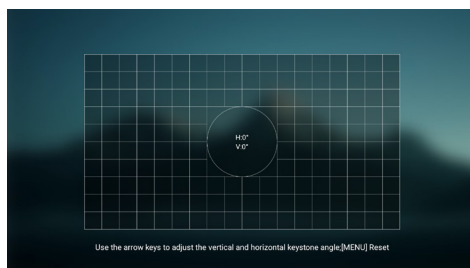 H:0°
V:0°
Use the arrow keys to adjust the vertical and horizontal keystone angle;[MENU] Reset